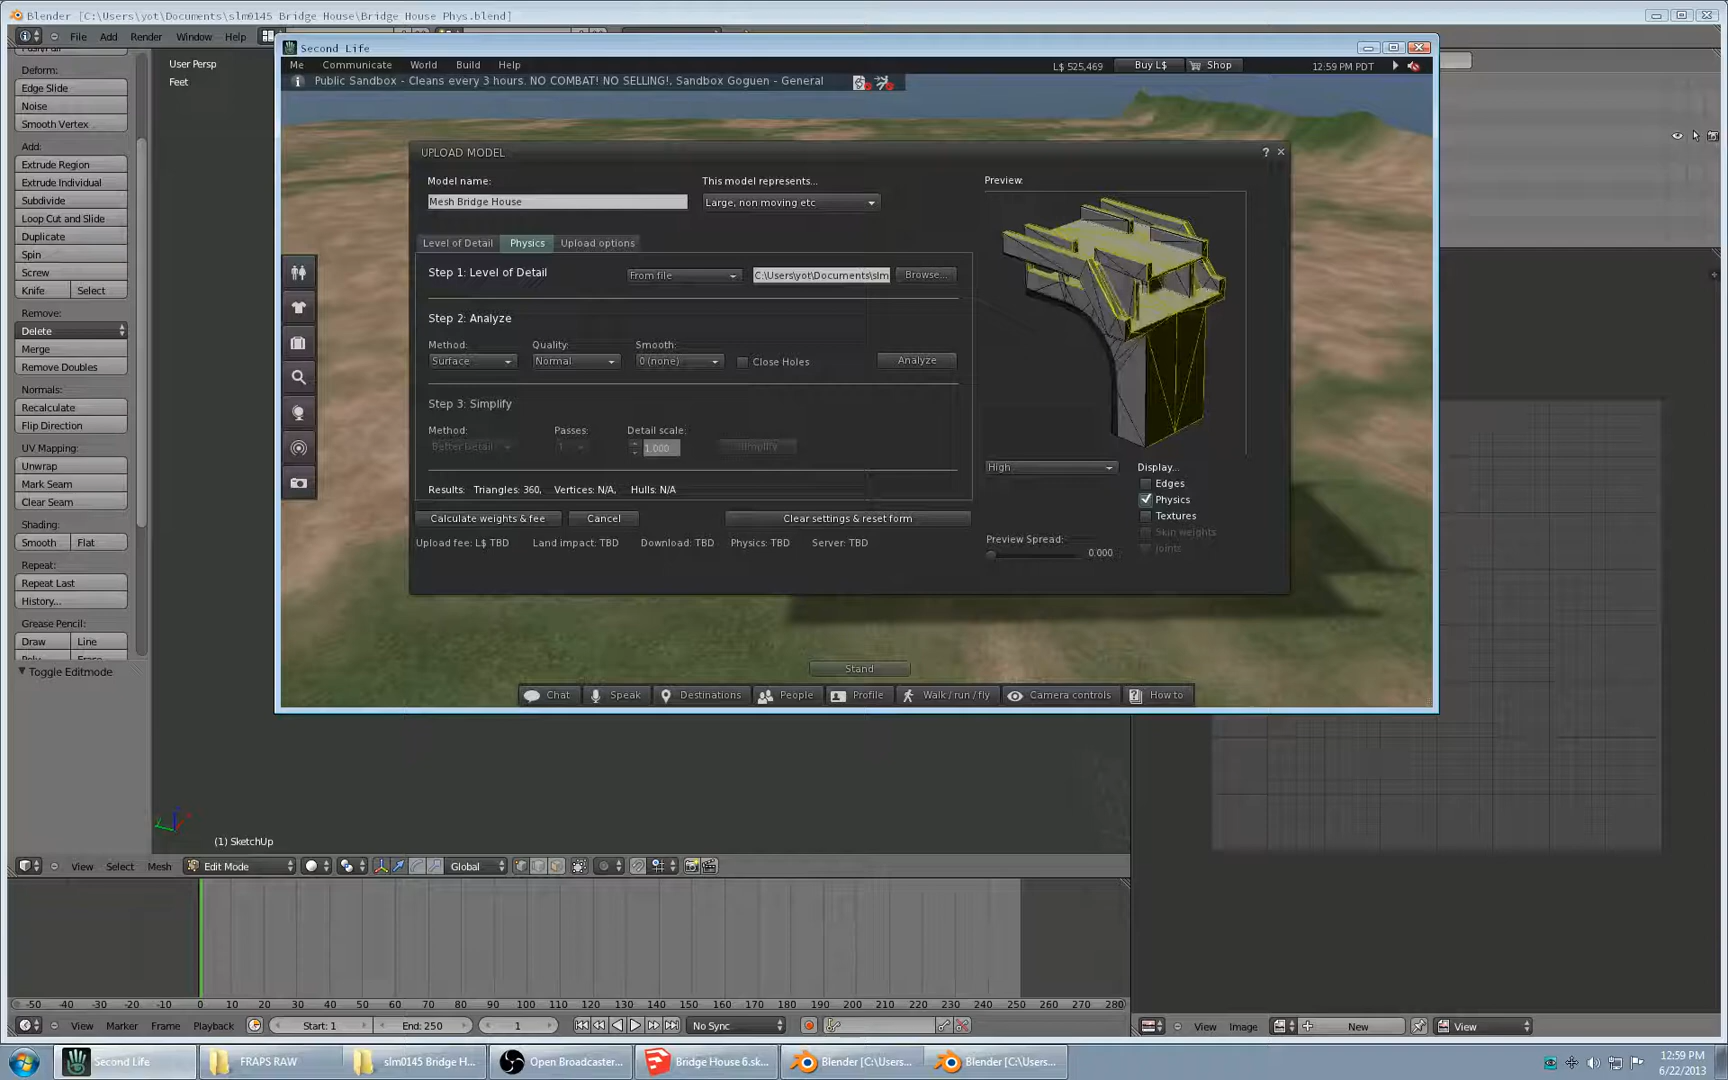 Blender [C:\Users\yot\Documents\slm0145 Bridge House\Bridge House Phys.blend]
File Add Render Window Help
Second Life
Me Communicate World Build Help
L$ 525,469 Buy L$ Shop 12:59 PM PDT
Public Sandbox - Cleans every 3 hours. NO COMBAT! NO SELLING!, Sandbox Goguen - General
User Persp
Feet
Deform:
Edge Slide
Noise
Smooth Vertex
Add:
Extrude Region
Extrude Individual
Subdivide
Loop Cut and Slide
Duplicate
Spin
Screw
Knife Select
Remove:
Delete
Merge
Remove Doubles
Normals:
Recalculate
Flip Direction
UV Mapping:
Unwrap
Mark Seam
Clear Seam
Shading:
Smooth Flat
Repeat:
Repeat Last
History...
Grease Pencil:
Draw Line
Toggle Editmode
UPLOAD MODEL
? ×
Model name:
Mesh Bridge House
This model represents...
Large, non moving etc
Preview:
Level of Detail Physics Upload options
Step 1: Level of Detail
From file C:\Users\yot\Documents\slm Browse...
Step 2: Analyze
Method: Quality: Smooth:
Surface Normal 0 (none) Close Holes Analyze
Step 3: Simplify
Method: Passes: Detail scale:
Better Detail 1 1.000 Simplify
Results: Triangles: 360, Vertices: N/A, Hulls: N/A
Calculate weights & fee Cancel Clear settings & reset form
Upload fee: L$ TBD Land impact: TBD Download: TBD Physics: TBD Server: TBD
High
Display...
Edges
Physics
Textures
Skin weights
Joints
Preview Spread:
0.000
Stand
Chat Speak Destinations People Profile Walk / run / fly Camera controls How to
(1) SketchUp
View Select Mesh Edit Mode Global
-50 -40 -30 -20 -10 0 10 20 30 40 50 60 70 80 90 100 110 120 130 140 150 160 170 180 190 200 210 220 230 240 250 260 270 280
View Marker Frame Playback Start: 1 End: 250 1 No Sync
View Image New View
Second Life FRAPS RAW slm0145 Bridge H... Open Broadcaster... Bridge House 6.sk... Blender [C:\Users... Blender [C:\Users...
12:59 PM
6/22/2013